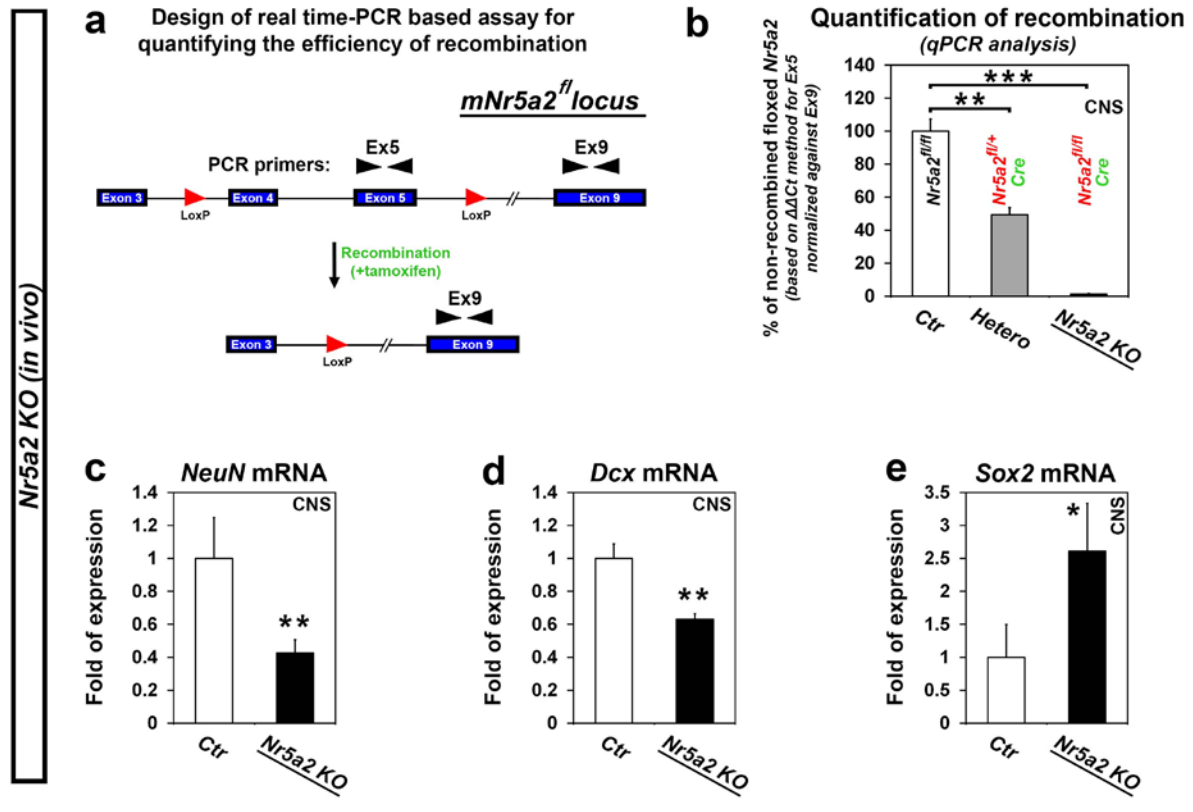 Nr5a2 KO (in vivo)
a
Design of real time-PCR based assay for
quantifying the efficiency of recombination
mNr5a2fl locus
PCR primers:
Ex5
Ex9
Exon 3
Exon 4
Exon 5
Exon 9
LoxP
LoxP
Recombination
(+tamoxifen)
Ex9
Exon 3
Exon 9
LoxP
b
Quantification of recombination
(qPCR analysis)
% of non-recombined floxed Nr5a2
(based on ΔΔCt method for Ex5
normalized against Ex9)
140
120
100
80
60
40
20
0
***
**
CNS
Nr5a2fl/fl
Nr5a2fl/+
Cre
Nr5a2fl/fl
Cre
Ctr
Hetero
Nr5a2 KO
c
NeuN mRNA
CNS
Fold of expression
1.4
1.2
1
0.8
0.6
0.4
0.2
0
**
Ctr
Nr5a2 KO
d
Dcx mRNA
CNS
Fold of expression
1.4
1.2
1
0.8
0.6
0.4
0.2
0
**
Ctr
Nr5a2 KO
e
Sox2 mRNA
CNS
Fold of expression
3.5
3
2.5
2
1.5
1
0.5
0
*
Ctr
Nr5a2 KO